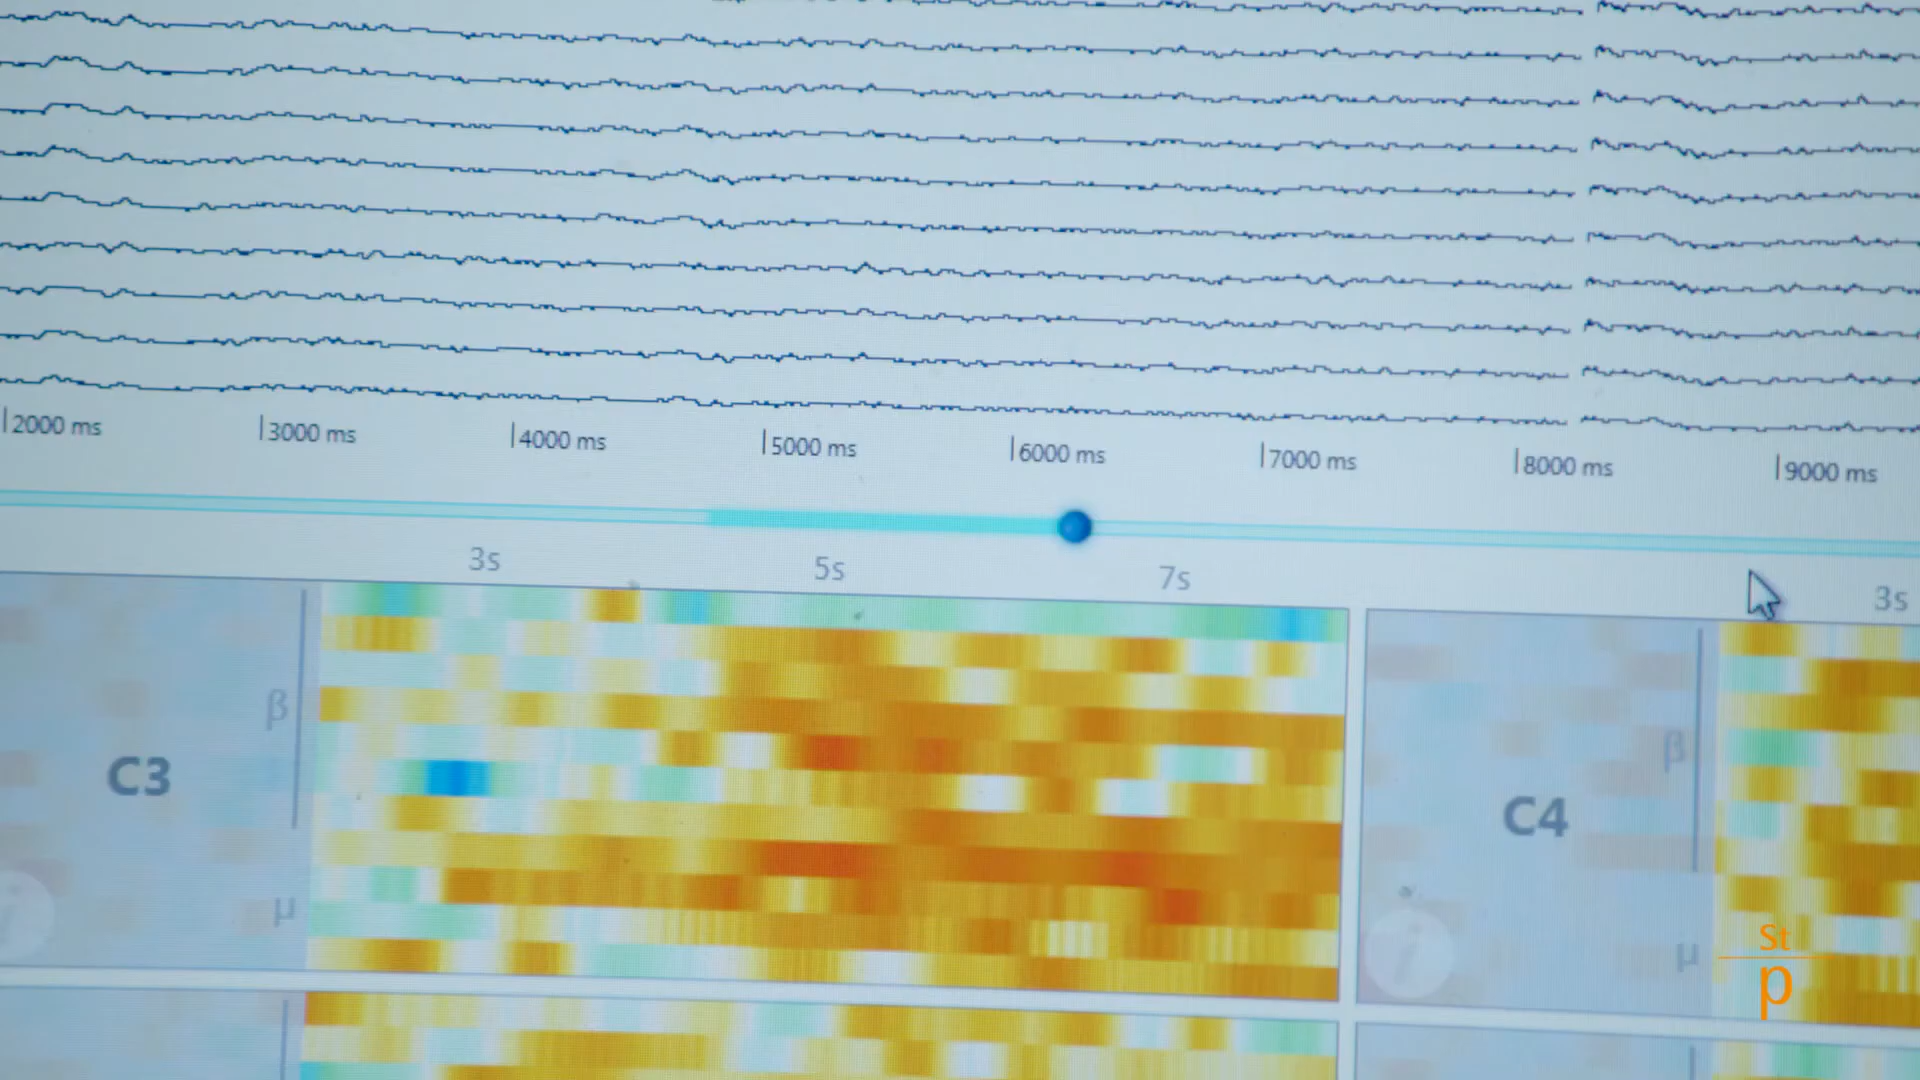 2000 ms 3000 ms 4000 ms 5000 ms 6000 ms 7000 ms 8000 ms 9000 ms
3s 5s 7s 3s
β β
C3 C4
μ μ
i i
St
p